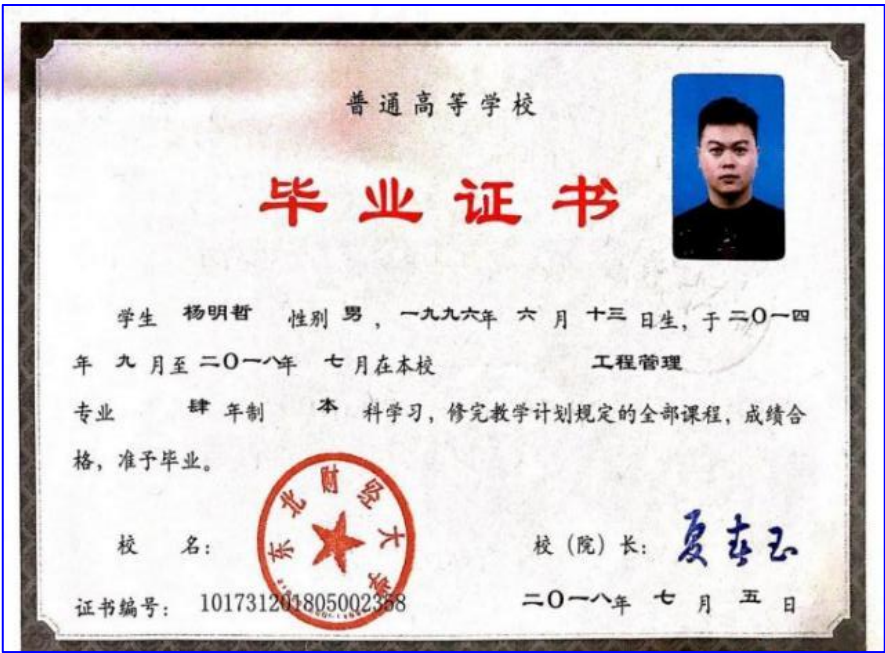 普通高等学校
毕业证书
学生 杨明哲 性别 男 ，一九九六年 六 月 十三 日生，于 二〇一四
年 九 月至 二〇一八年 七 月在本校 工程管理
专业 肆 年制 本 科学习，修完教学计划规定的全部课程，成绩合
格，准予毕业。
东北财经大学
校 名： 校（院）长： 夏春玉
证书编号： 101731201805002358 二〇一八年 七 月 五 日